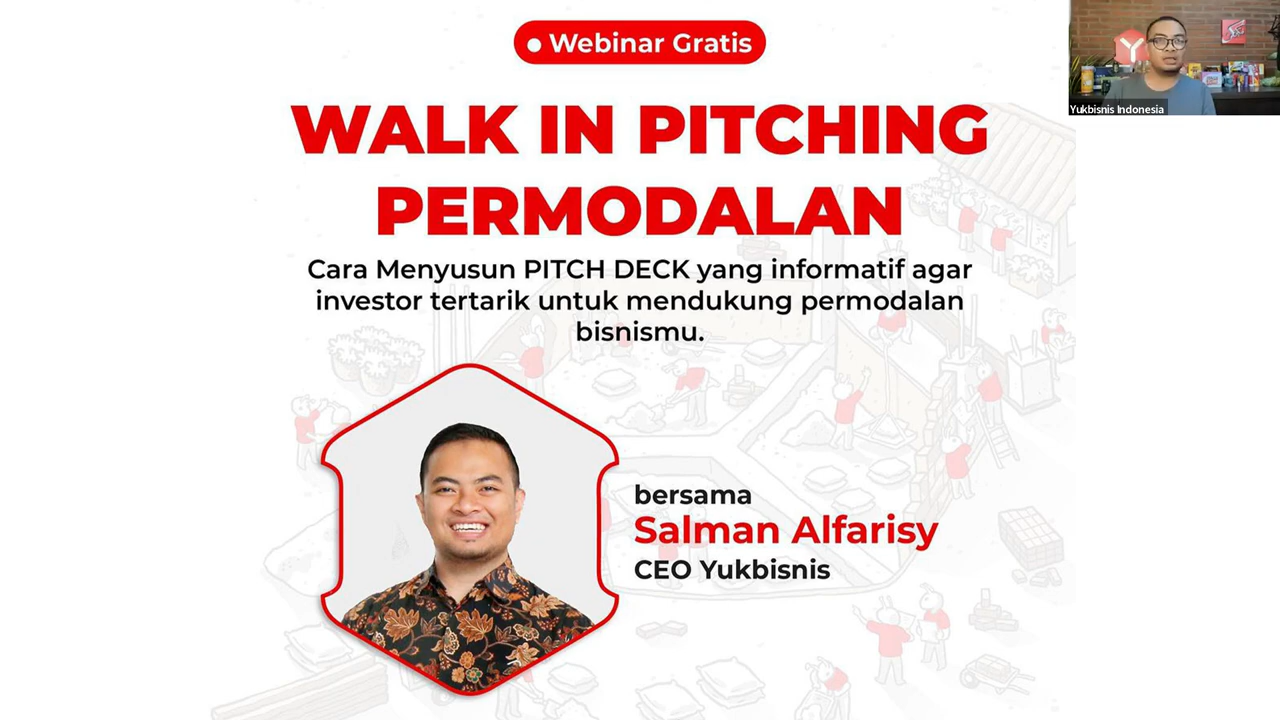 Webinar Gratis
WALK IN PITCHING
PERMODALAN
Cara Menyusun PITCH DECK yang informatif agar
investor tertarik untuk mendukung permodalan
bisnismu.
bersama
Salman Alfarisy
CEO Yukbisnis
Yukbisnis Indonesia